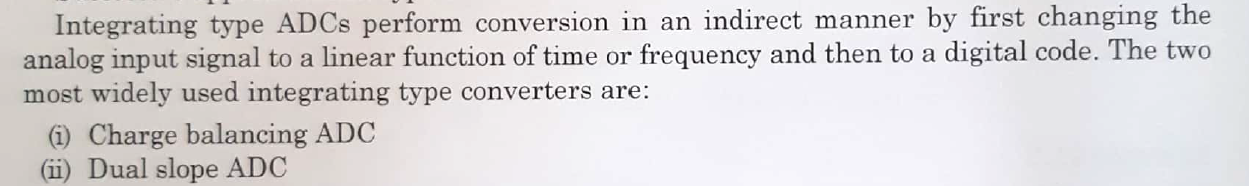 Integrating type ADCs perform conversion in an indirect manner by first changing the
analog input signal to a linear function of time or frequency and then to a digital code. The two
most widely used integrating type converters are:
(i) Charge balancing ADC
(ii) Dual slope ADC